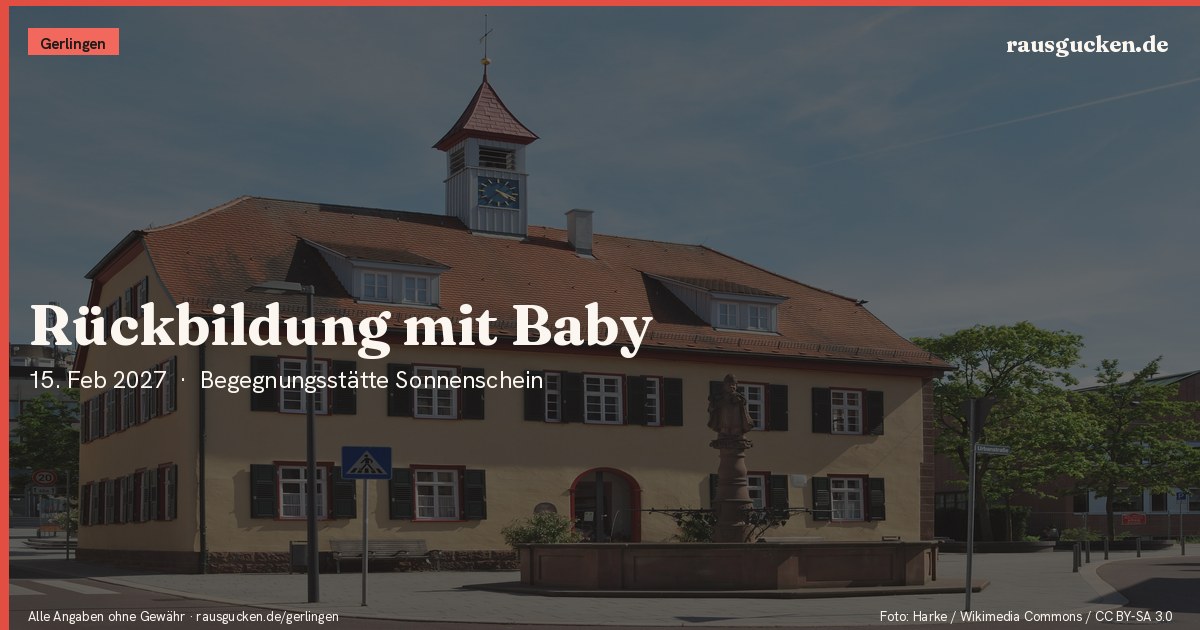 Gerlingen
rausgucken.de
Rückbildung mit Baby
15. Feb 2027 · Begegnungsstätte Sonnenschein
20
Alle Angaben ohne Gewähr · rausgucken.de/gerlingen
Foto: Harke / Wikimedia Commons / CC BY-SA 3.0